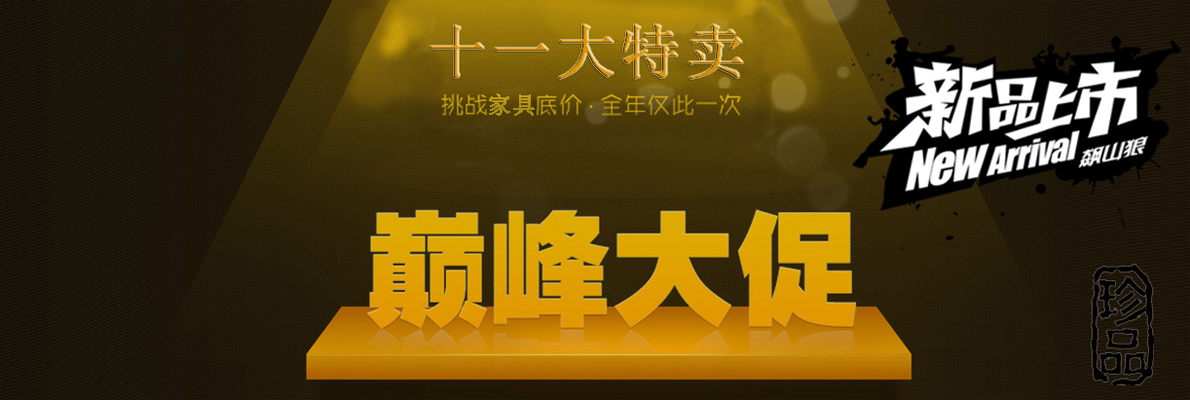 十一大特卖
挑战家具底价·全年仅此一次
新品上市
New Arrival 飙山狼
巅峰大促
珍品